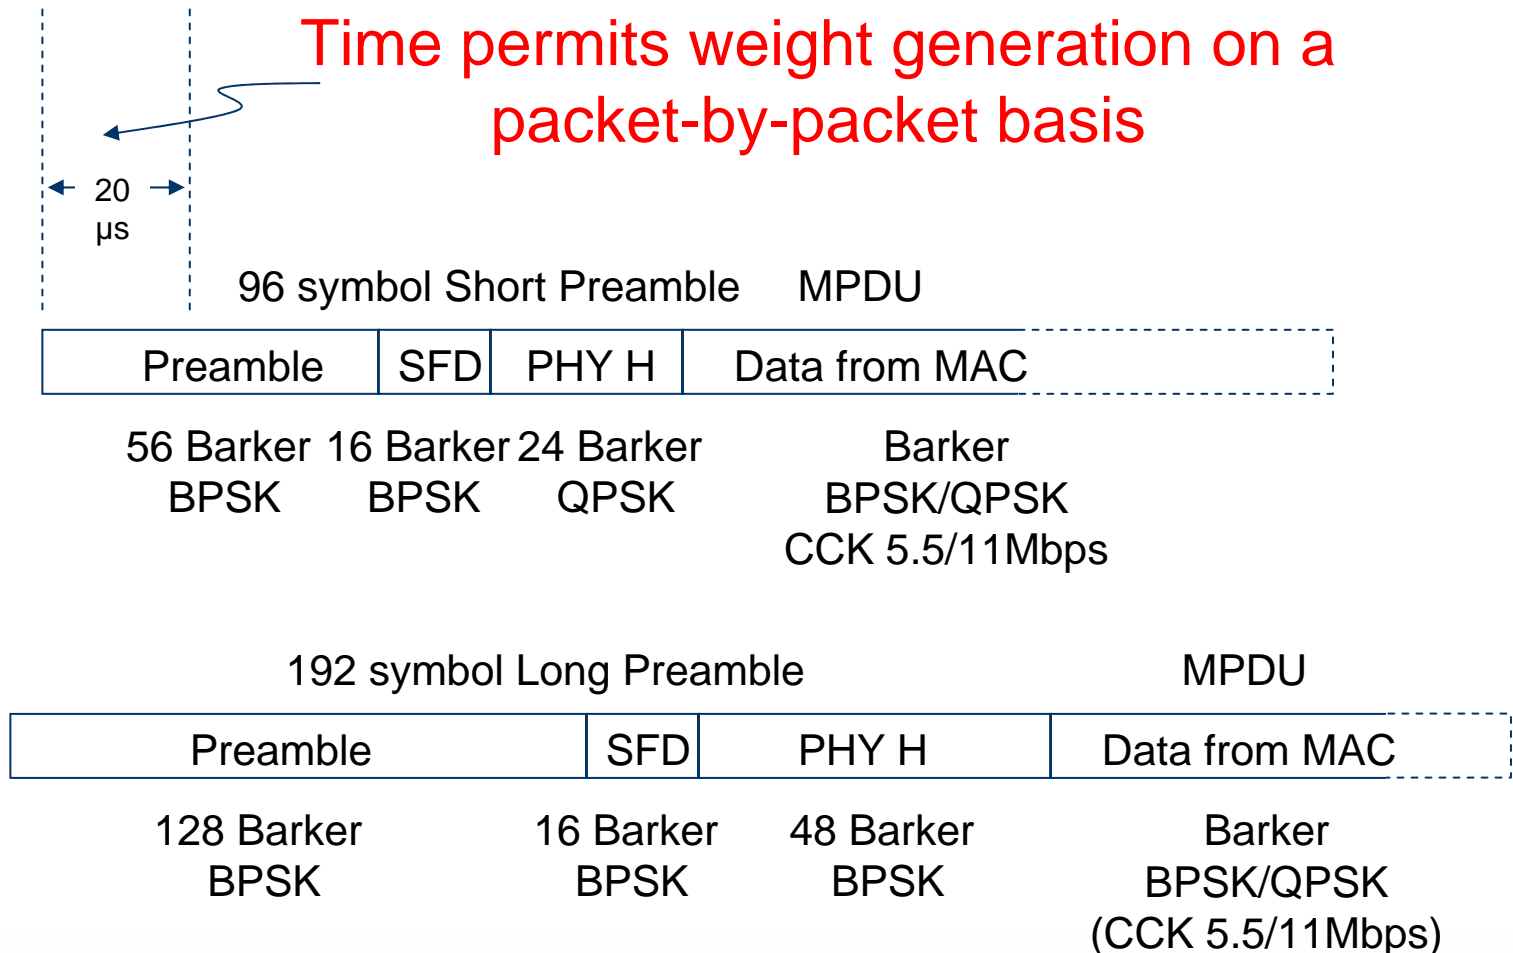 Time permits weight generation on a
packet-by-packet basis
20
µs
96 symbol Short Preamble MPDU
Preamble SFD PHY H Data from MAC
56 Barker 16 Barker 24 Barker Barker
BPSK BPSK QPSK BPSK/QPSK
CCK 5.5/11Mbps
192 symbol Long Preamble MPDU
Preamble SFD PHY H Data from MAC
128 Barker 16 Barker 48 Barker Barker
BPSK BPSK BPSK BPSK/QPSK
(CCK 5.5/11Mbps)